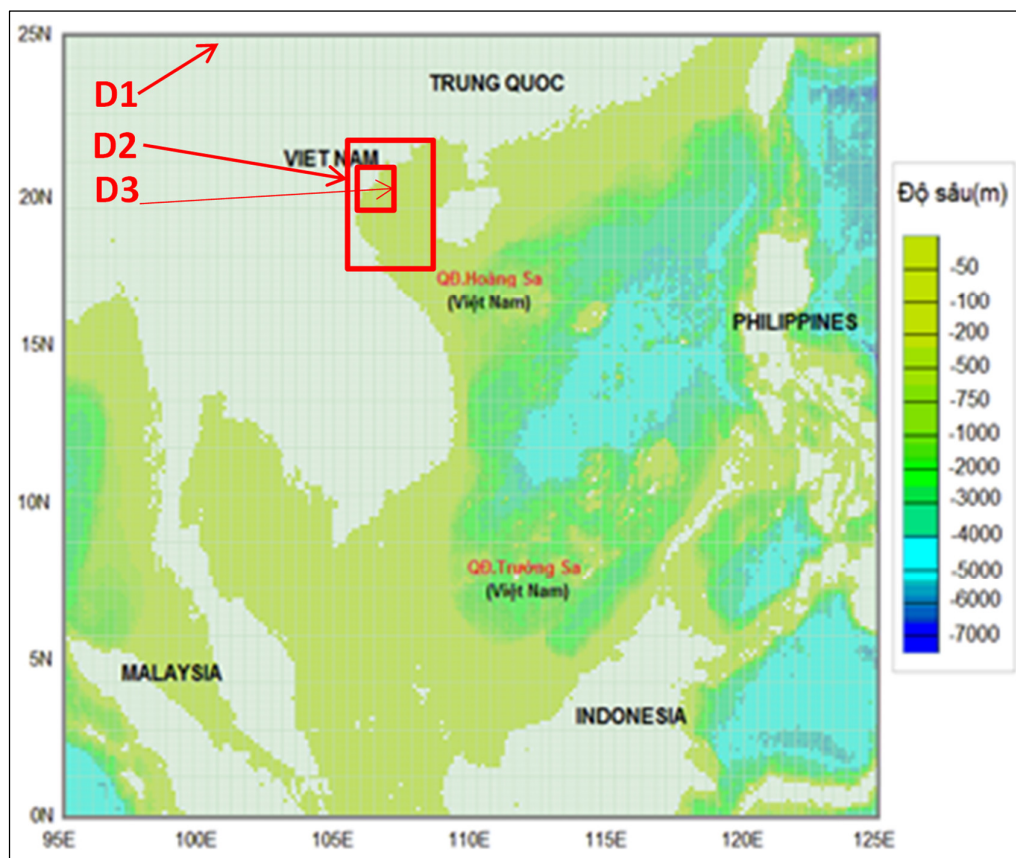 25N
TRUNG QUOC
D1
D2
VIET NAM
D3
20N
Độ sâu(m)
QĐ.Hoàng Sa
(Việt Nam)
-50
-100
PHILIPPINES
-200
15N
-500
-750
-1000
-2000
10N
-3000
-4000
QĐ.Trường Sa
(Việt Nam)
-5000
-6000
-7000
5N
MALAYSIA
INDONESIA
0N
95E
100E
105E
110E
115E
120E
125E